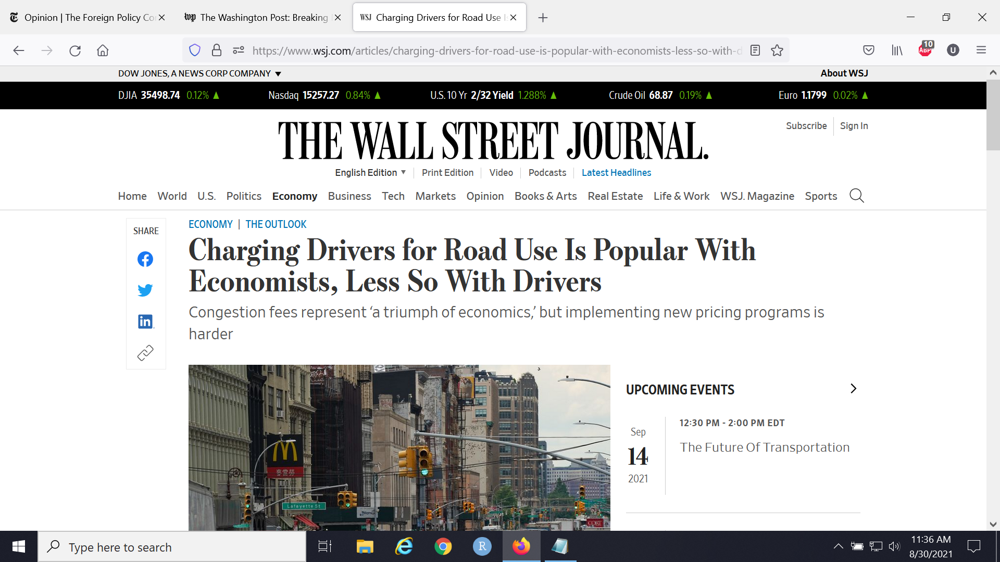 Opinion | The Foreign Policy Co
The Washington Post: Breaking
WSJ Charging Drivers for Road Use Is
https://www.wsj.com/articles/charging-drivers-for-road-use-is-popular-with-economists-less-so-with-d
10
ABP
U
DOW JONES, A NEWS CORP COMPANY
About WSJ
DJIA 35498.74 0.12% Nasdaq 15257.27 0.84% U.S. 10 Yr 2/32 Yield 1.288% Crude Oil 68.87 0.19% Euro 1.1799 0.02%
THE WALL STREET JOURNAL.
Subscribe Sign In
English Edition Print Edition Video Podcasts Latest Headlines
Home World U.S. Politics Economy Business Tech Markets Opinion Books & Arts Real Estate Life & Work WSJ. Magazine Sports
SHARE
ECONOMY | THE OUTLOOK
Charging Drivers for Road Use Is Popular With
Economists, Less So With Drivers
Congestion fees represent ‘a triumph of economics,’ but implementing new pricing programs is
harder
麥當勞
Lafayette St
UPCOMING EVENTS
Sep
14
2021
12:30 PM - 2:00 PM EDT
The Future Of Transportation
Type here to search
R
11:36 AM
8/30/2021